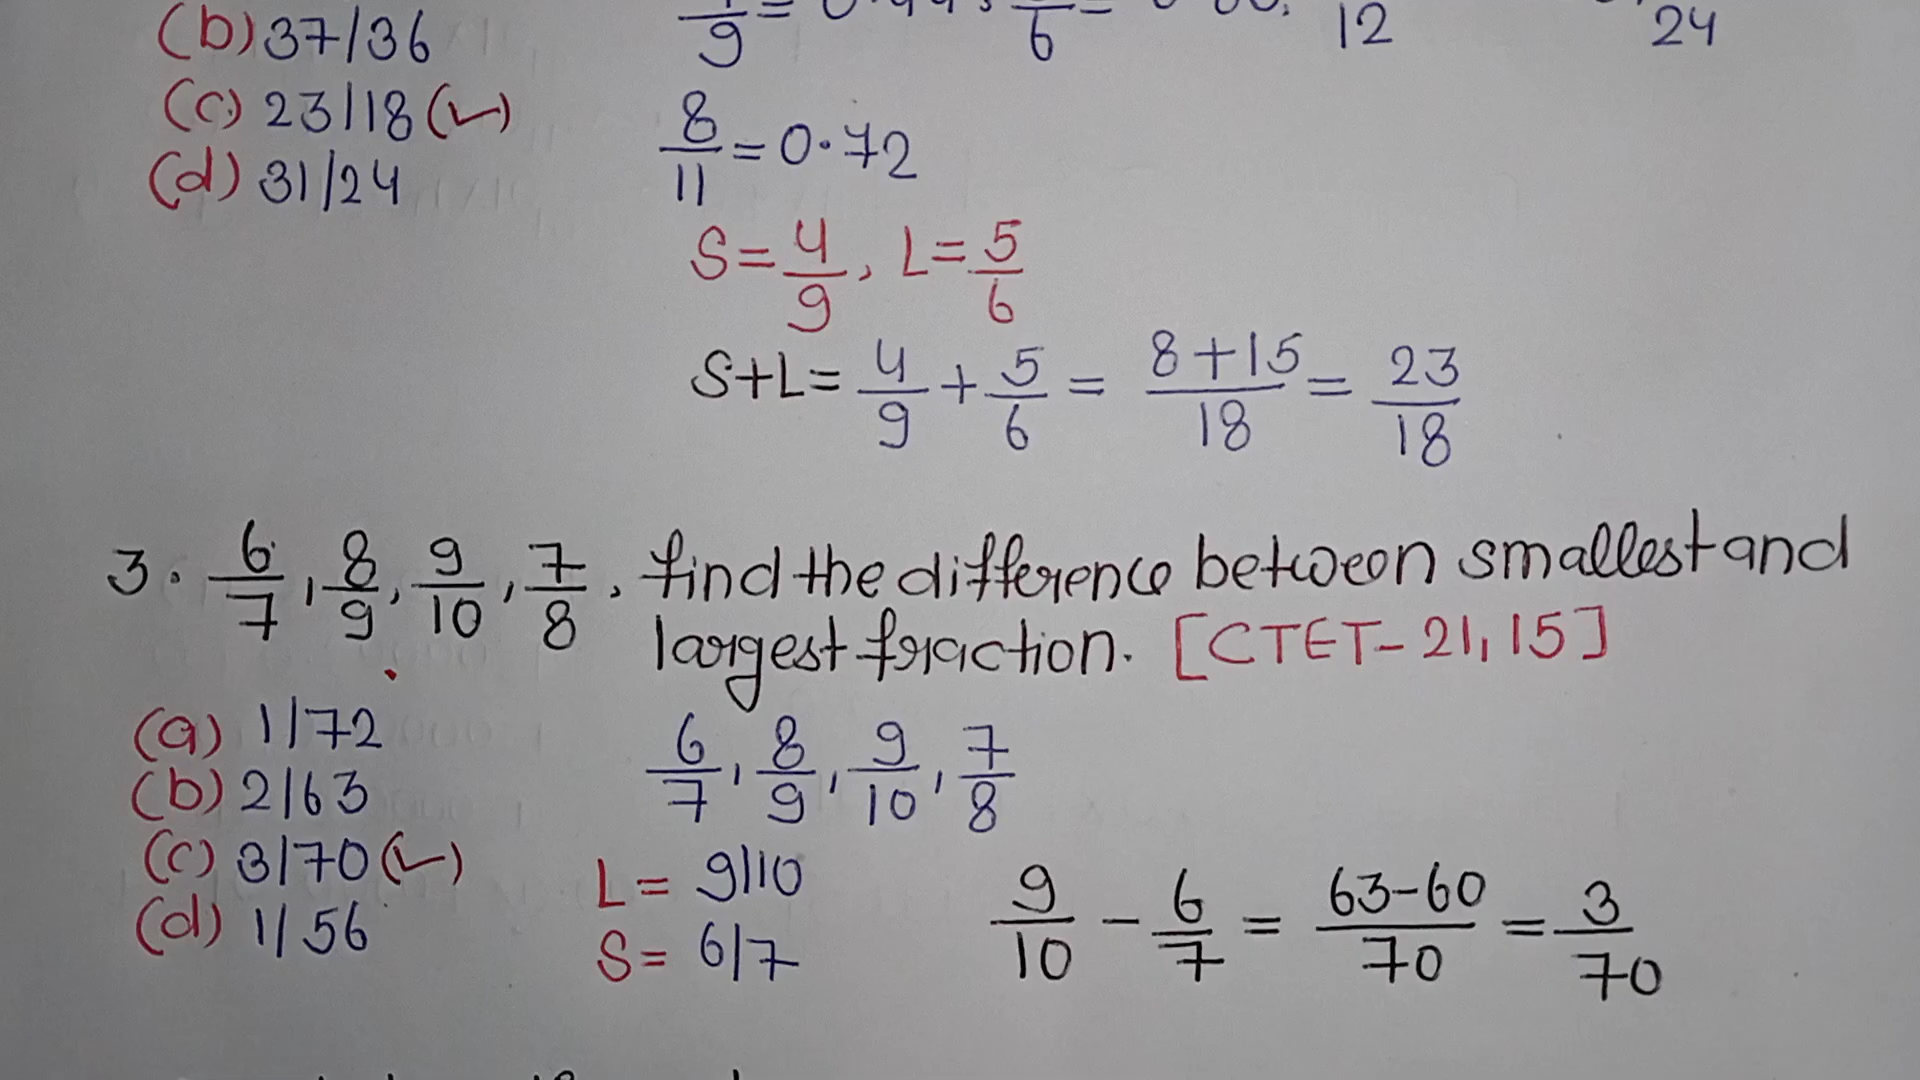 (b) 37/36
9 = 6 = 12 24
(c) 23/18 (✓)
8/11 = 0.72
(d) 31/24
S = 4/9, L = 5/6
S+L = 4/9 + 5/6 = 8+15/18 = 23/18
3. 6/7, 8/9, 9/10, 7/8, find the difference between smallest and
largest fraction. [CTET-21,15]
(a) 1/72
6/7, 8/9, 9/10, 7/8
(b) 2/63
(c) 3/70 (✓)
L = 9/10
(d) 1/56
S = 6/7
9/10 - 6/7 = 63-60/70 = 3/70